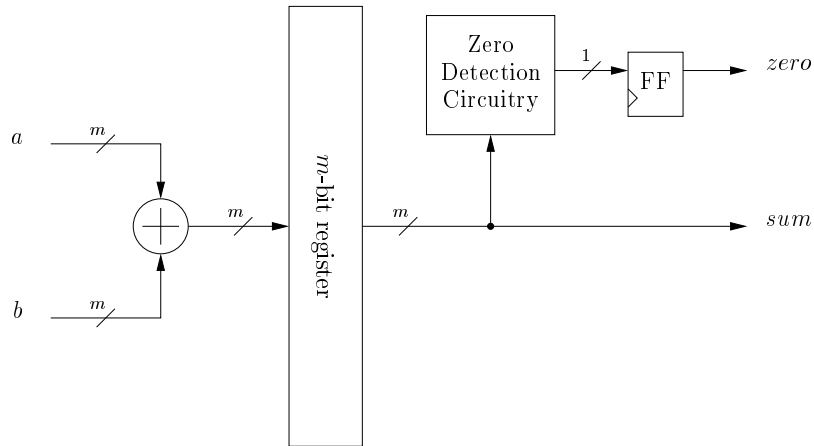 Zero
Detection
Circuitry
1
FF
zero
a
m
m-bit register
m
m
sum
b
m